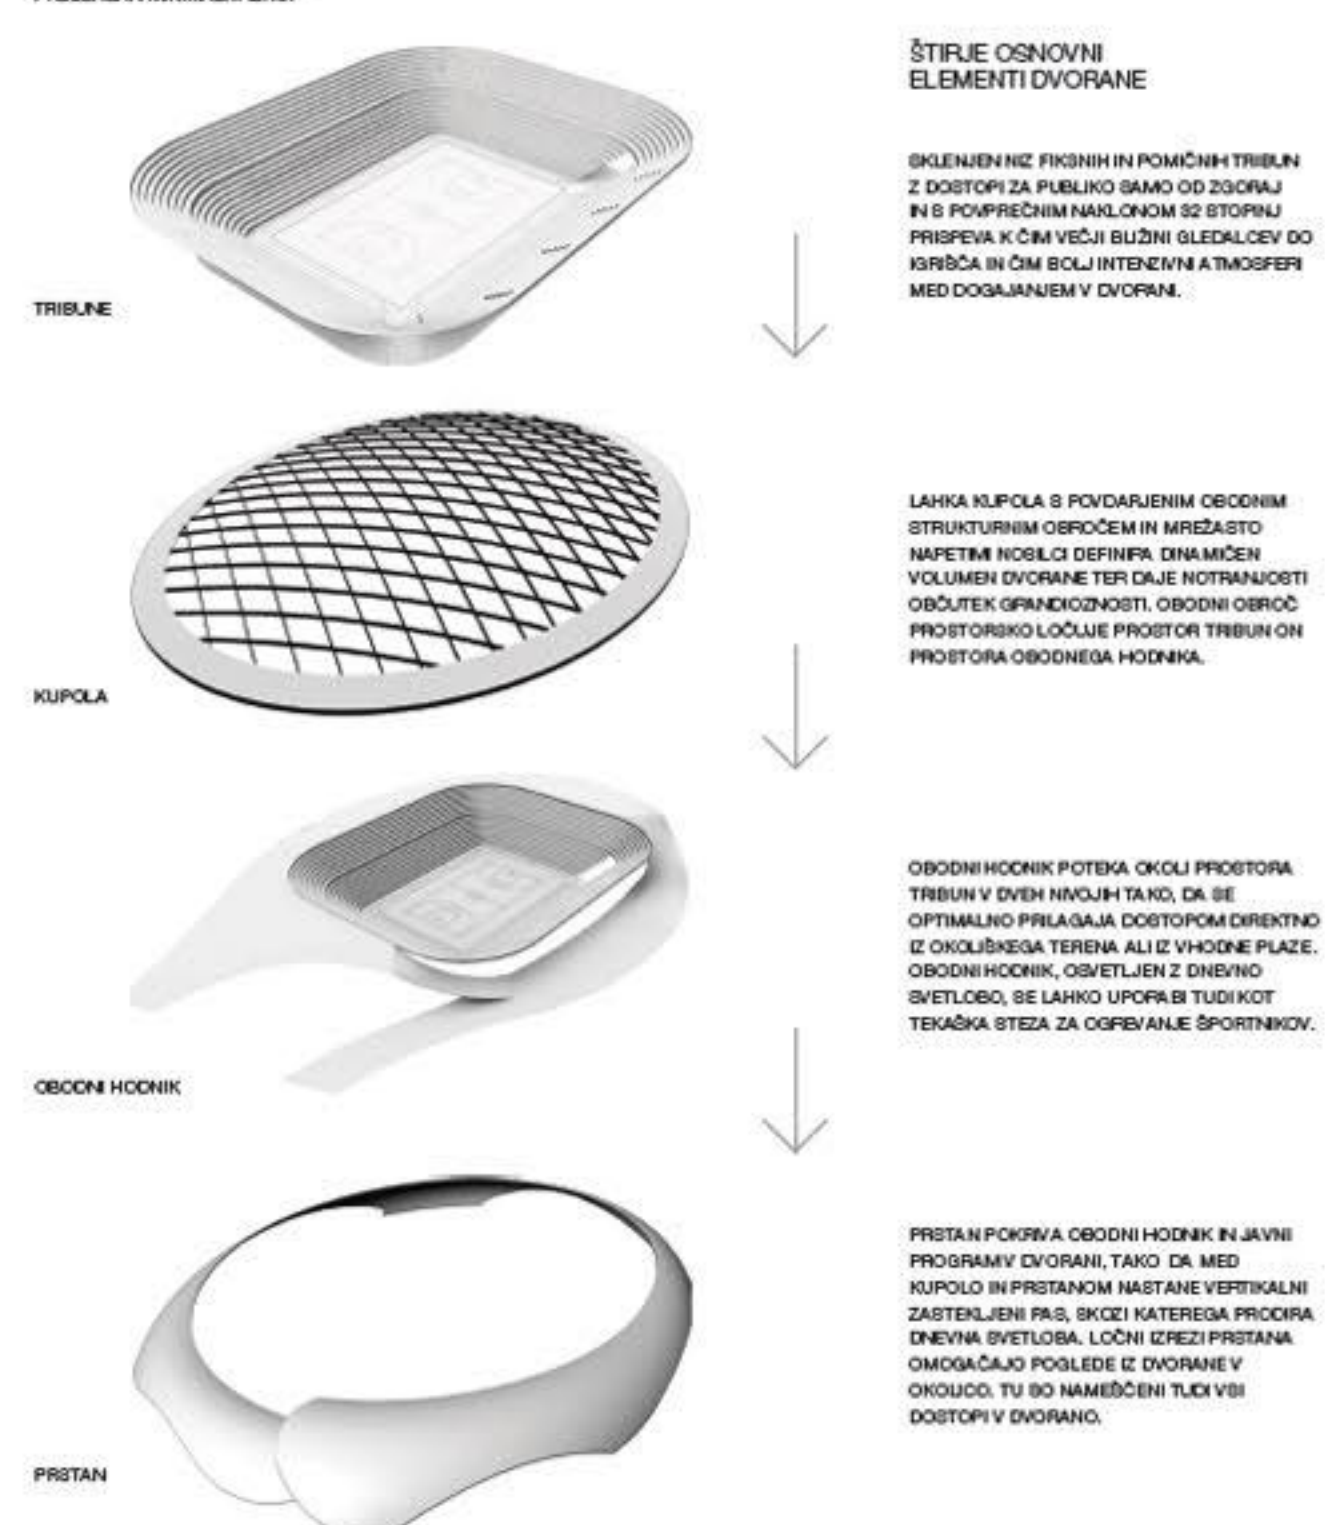 ŠTIRJE OSNOVNI
ELEMENTI DVORANE
SKLENJEN NIZ FIKSNIH IN POMIČNIH TRIBUN
Z DOSTOPI ZA PUBLIKO SAMO OD ZGORAJ
IN S POVPREČNIM NAKLONOM 32 STOPINJ
PRISPEVA K ČIM VEČJI BLIŽINI GLEDALCEV DO
IGRIŠČA IN ČIM BOLJ INTENZIVNI ATMOSFERI
MED DOGAJANJEM V DVORANI.
TRIBUNE
LAHKA KUPOLA S POVDARJENIM OBODNIM
STRUKTURNIM OBROČEM IN MREŽASTO
NAPETIMI NOSILCI DEFINIRA DINAMIČEN
VOLUMEN DVORANE TER DAJE NOTRANJOSTI
OBČUTEK GRANDIOZNOSTI. OBODNI OBROČ
PROSTORSKO LOČUJE PROSTOR TRIBUN ON
PROSTORA OBODNEGA HODNIKA.
KUPOLA
OBODNI HODNIK POTEKA OKOLI PROSTORA
TRIBUN V DVEH NIVOJIH TAKO, DA SE
OPTIMALNO PRILAGAJA DOSTOPOM DIREKTNO
IZ OKOLIŠKEGA TERENA ALI IZ VHODNE PLAZE.
OBODNI HODNIK, OSVETLJEN Z DNEVNO
SVETLOBO, SE LAHKO UPORABI TUDI KOT
TEKAŠKA STEZA ZA OGREVANJE ŠPORTNIKOV.
OBODNI HODNIK
PRSTAN POKRIVA OBODNI HODNIK IN JAVNI
PROGRAM V DVORANI, TAKO DA MED
KUPOLO IN PRSTANOM NASTANE VERTIKALNI
ZASTEKLJENI PAS, SKOZI KATEREGA PRODIRA
DNEVNA SVETLOBA. LOČNI IZREZI PRSTANA
OMOGAČAJO POGLEDE IZ DVORANE V
OKOLICO. TU SO NAMEŠČENI TUDI VSI
DOSTOPI V DVORANO.
PRSTAN